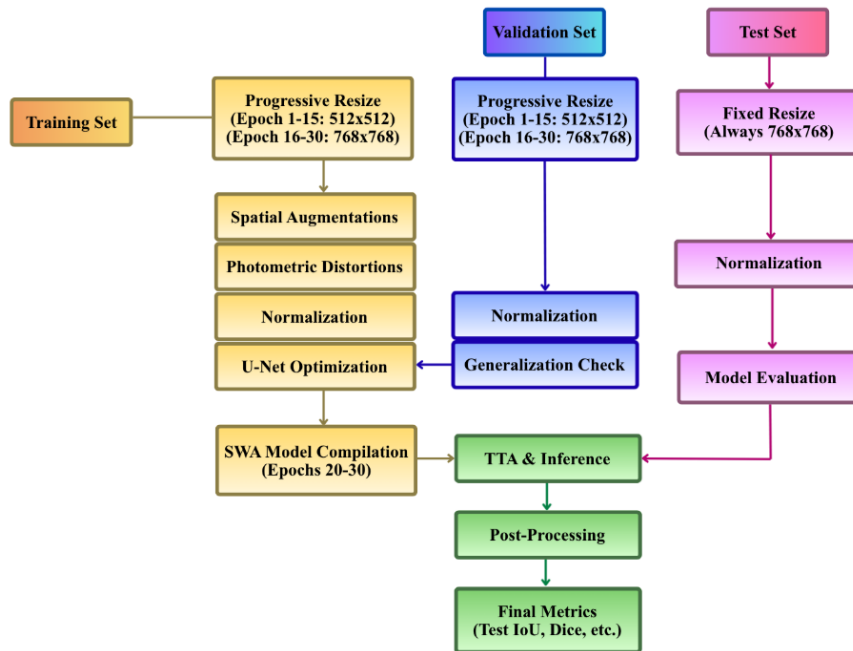 Validation Set
Test Set
Training Set
Progressive Resize
(Epoch 1-15: 512x512)
(Epoch 16-30: 768x768)
Progressive Resize
(Epoch 1-15: 512x512)
(Epoch 16-30: 768x768)
Fixed Resize
(Always 768x768)
Spatial Augmentations
Photometric Distortions
Normalization
Normalization
Normalization
U-Net Optimization
Generalization Check
Model Evaluation
SWA Model Compilation
(Epochs 20-30)
TTA & Inference
Post-Processing
Final Metrics
(Test IoU, Dice, etc.)